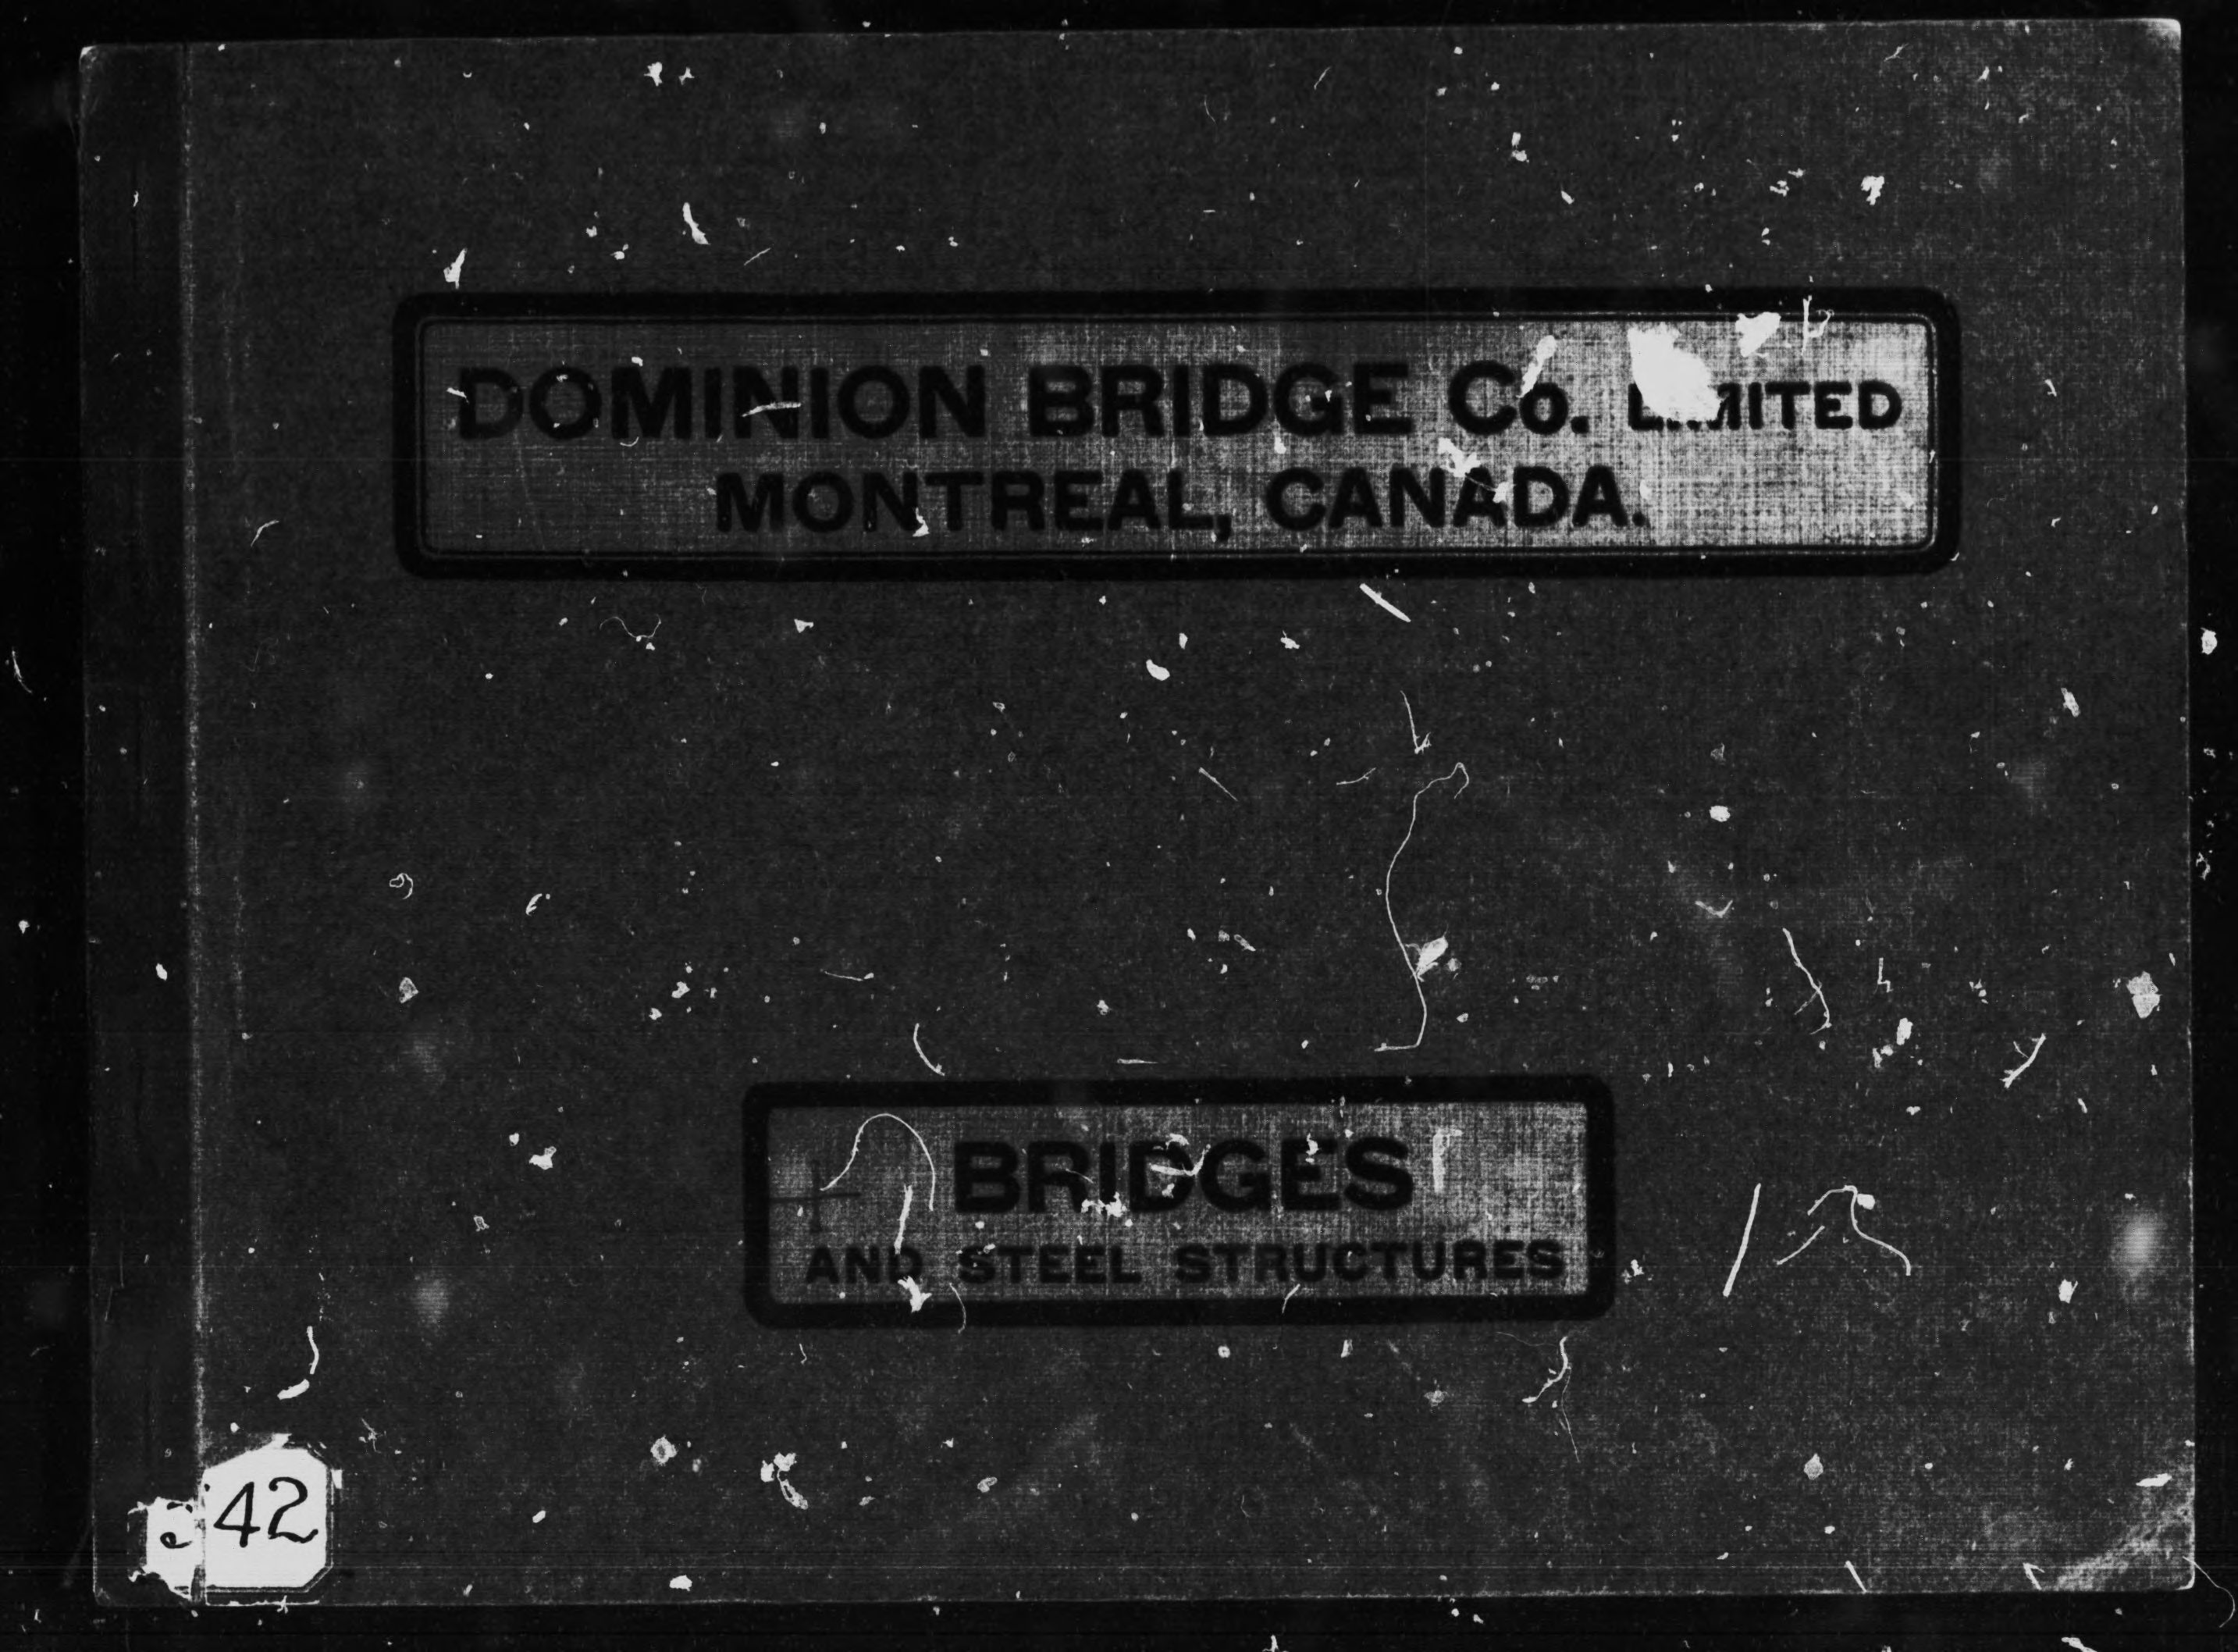 DOMINION BRIDGE Co. LIMITED
MONTREAL, CANADA.
BRIDGES
AND STEEL STRUCTURES
42